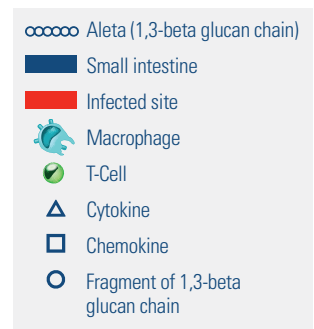 Aleta (1,3-beta glucan chain)
Small intestine
Infected site
Macrophage
T-Cell
Cytokine
Chemokine
Fragment of 1,3-beta
glucan chain